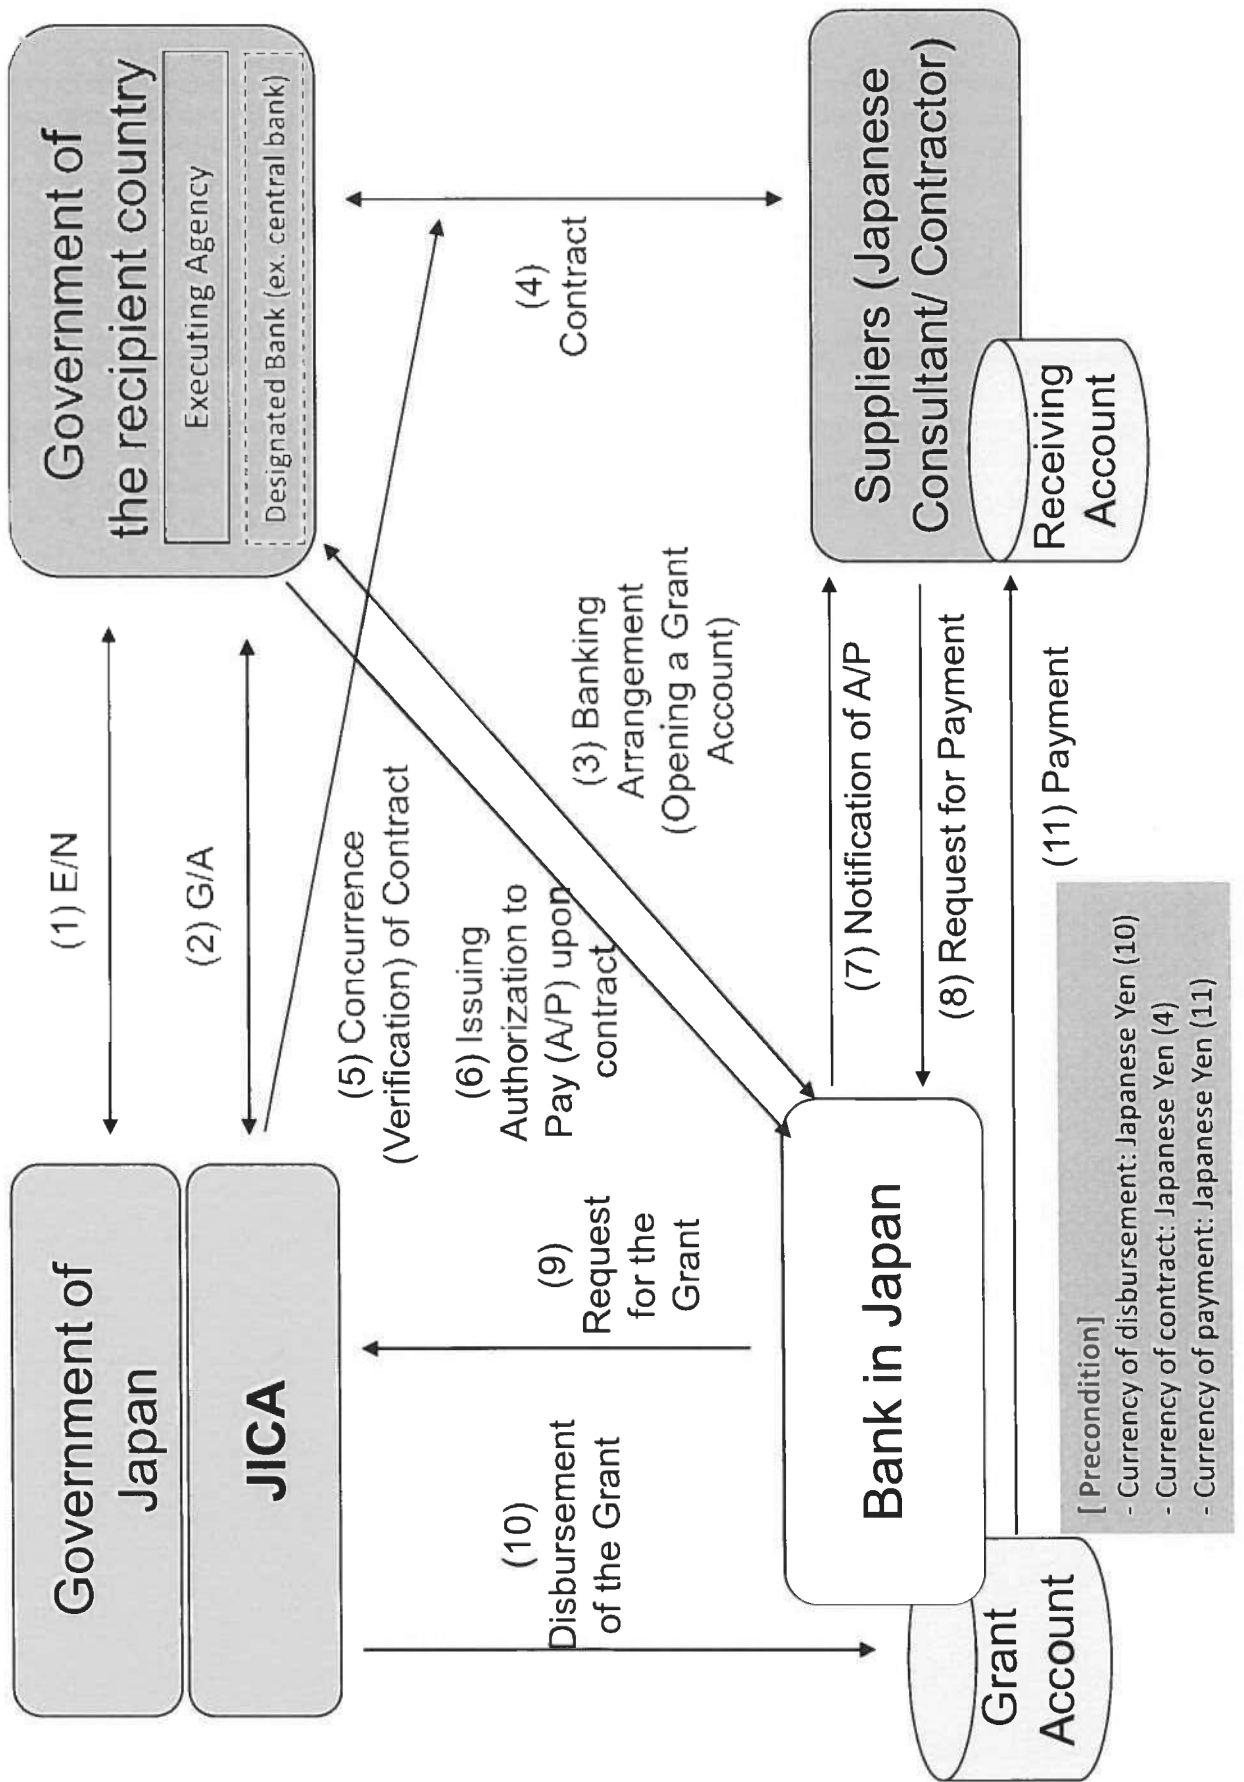 Government of
Japan
JICA
(1) E/N
(2) G/A
Government of
the recipient country
Executing Agency
Designated Bank (ex. central bank)
(5) Concurrence
(Verification) of Contract
(6) Issuing
Authorization to
Pay (A/P) upon
contract
(3) Banking
Arrangement
(Opening a Grant
Account)
(4)
Contract
(9)
Request
for the
Grant
(10)
Disbursement
of the Grant
Bank in Japan
Grant
Account
(7) Notification of A/P
(8) Request for Payment
(11) Payment
Suppliers (Japanese
Consultant/ Contractor)
Receiving
Account
[ Precondition]
- Currency of disbursement: Japanese Yen (10)
- Currency of contract: Japanese Yen (4)
- Currency of payment: Japanese Yen (11)